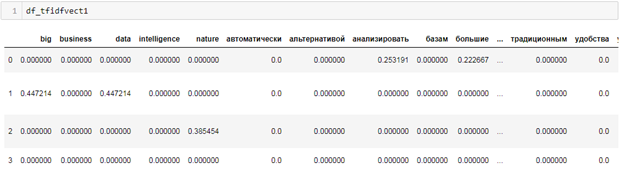 1 df_tfidfvect1
big business data intelligence nature автоматически альтернативой анализировать базам большие ... традиционным удобства
0 0.000000 0.000000 0.000000 0.000000 0.000000 0.0 0.000000 0.253191 0.000000 0.222667 ... 0.000000 0.0
1 0.447214 0.000000 0.447214 0.000000 0.000000 0.0 0.000000 0.000000 0.000000 0.000000 ... 0.000000 0.0
2 0.000000 0.000000 0.000000 0.000000 0.385454 0.0 0.000000 0.000000 0.000000 0.000000 ... 0.000000 0.0
3 0.000000 0.000000 0.000000 0.000000 0.000000 0.0 0.000000 0.000000 0.000000 0.000000 ... 0.000000 0.0